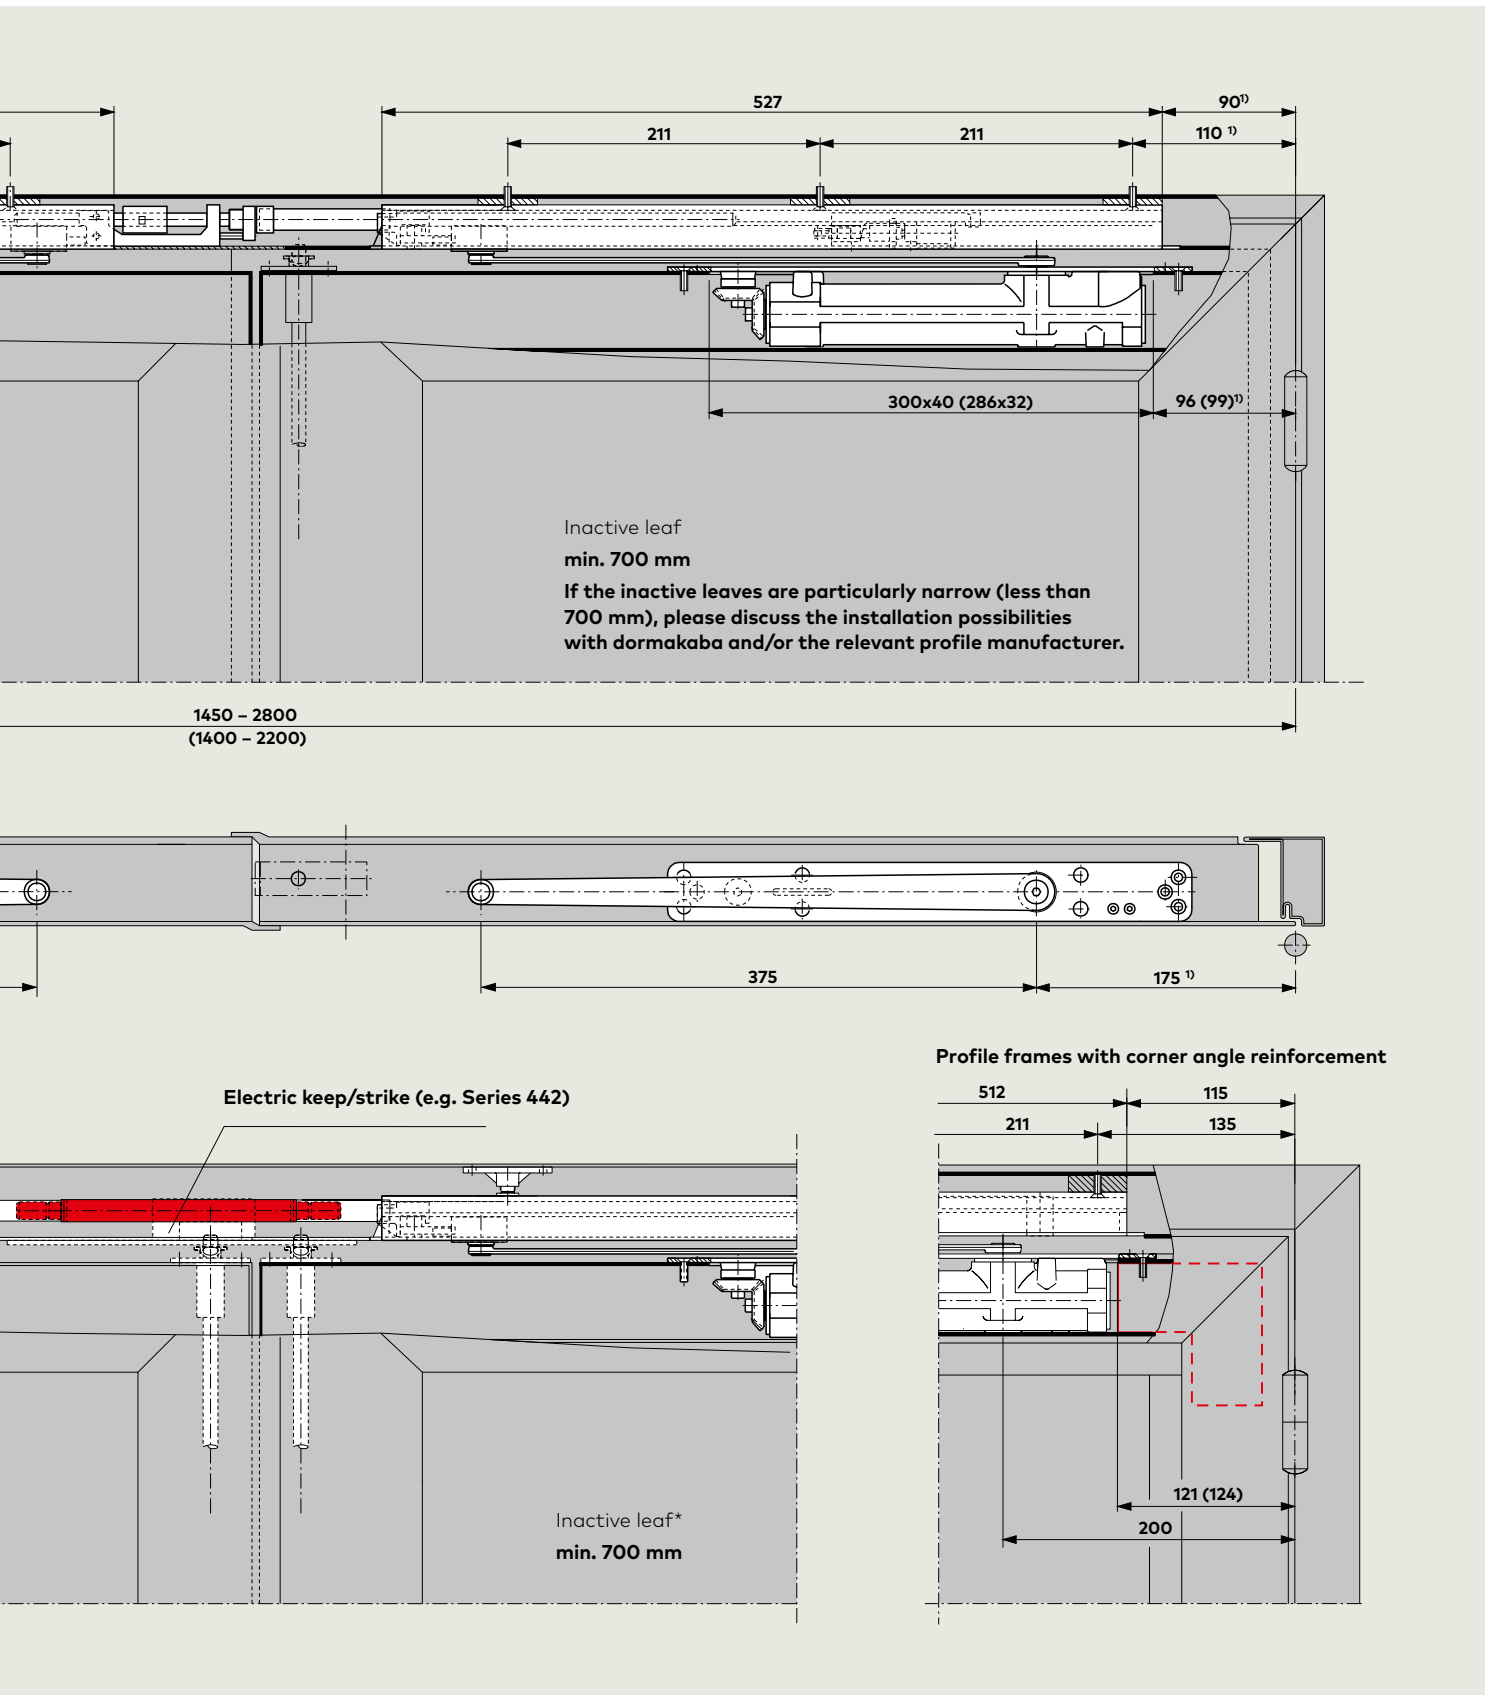 527
90¹⁾
211
211
110 ¹⁾
300x40 (286x32)
96 (99)¹⁾
Inactive leaf
min. 700 mm
If the inactive leaves are particularly narrow (less than
700 mm), please discuss the installation possibilities
with dormakaba and/or the relevant profile manufacturer.
1450 – 2800
(1400 – 2200)
375
175 ¹⁾
Profile frames with corner angle reinforcement
Electric keep/strike (e.g. Series 442)
512
115
211
135
121 (124)
200
Inactive leaf*
min. 700 mm